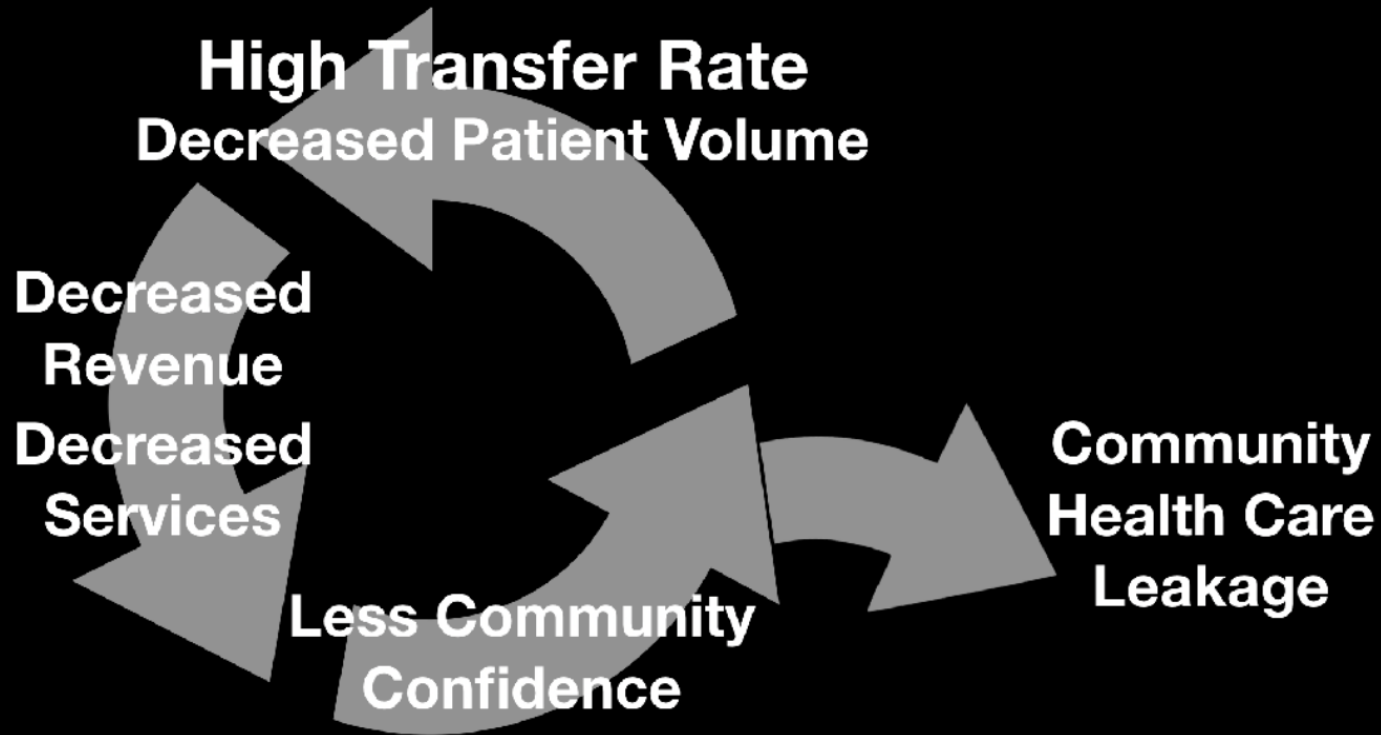 High Transfer Rate
Decreased Patient Volume
Decreased
Revenue
Decreased
Services
Less Community
Confidence
Community
Health Care
Leakage